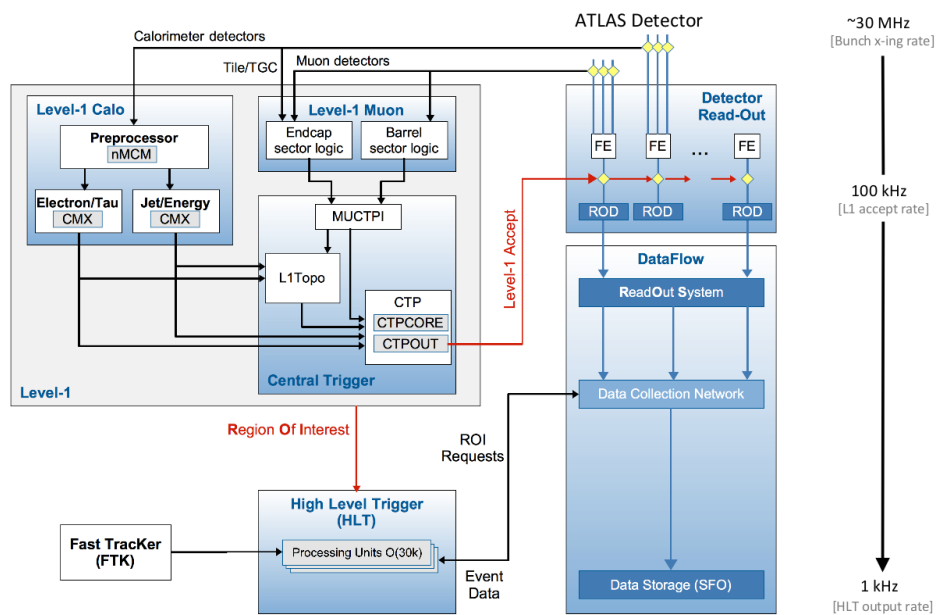 ATLAS Detector
~30 MHz
[Bunch x-ing rate]
Calorimeter detectors
Tile/TGC
Muon detectors
Level-1 Calo
Preprocessor
nMCM
Electron/Tau
CMX
Jet/Energy
CMX
Level-1 Muon
Endcap
sector logic
Barrel
sector logic
Detector
Read-Out
FE
FE
...
FE
ROD
ROD
ROD
100 kHz
[L1 accept rate]
MUCTPI
L1Topo
CTP
CTPCORE
CTPOUT
Central Trigger
Level-1
Level-1 Accept
DataFlow
ReadOut System
Data Collection Network
Data Storage (SFO)
Region Of Interest
ROI
Requests
High Level Trigger
(HLT)
Processing Units O(30k)
Fast TracKer
(FTK)
Event
Data
1 kHz
[HLT output rate]